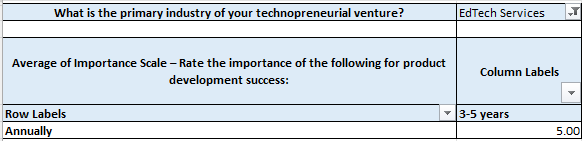 What is the primary industry of your technopreneurial venture? EdTech Services
Average of Importance Scale – Rate the importance of the following for product
development success:
Column Labels
Row Labels 3-5 years
Annually 5.00